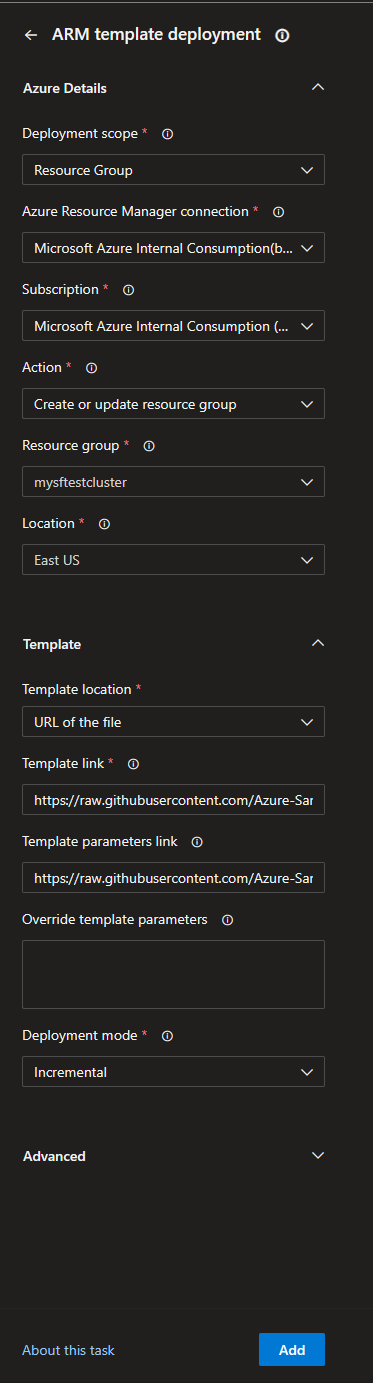 ARM template deployment
Azure Details
Deployment scope *
Resource Group
Azure Resource Manager connection *
Microsoft Azure Internal Consumption(b...
Subscription *
Microsoft Azure Internal Consumption (...
Action *
Create or update resource group
Resource group *
mysftestcluster
Location *
East US
Template
Template location *
URL of the file
Template link *
https://raw.githubusercontent.com/Azure-Sar
Template parameters link
https://raw.githubusercontent.com/Azure-Sar
Override template parameters
Deployment mode *
Incremental
Advanced
About this task
Add